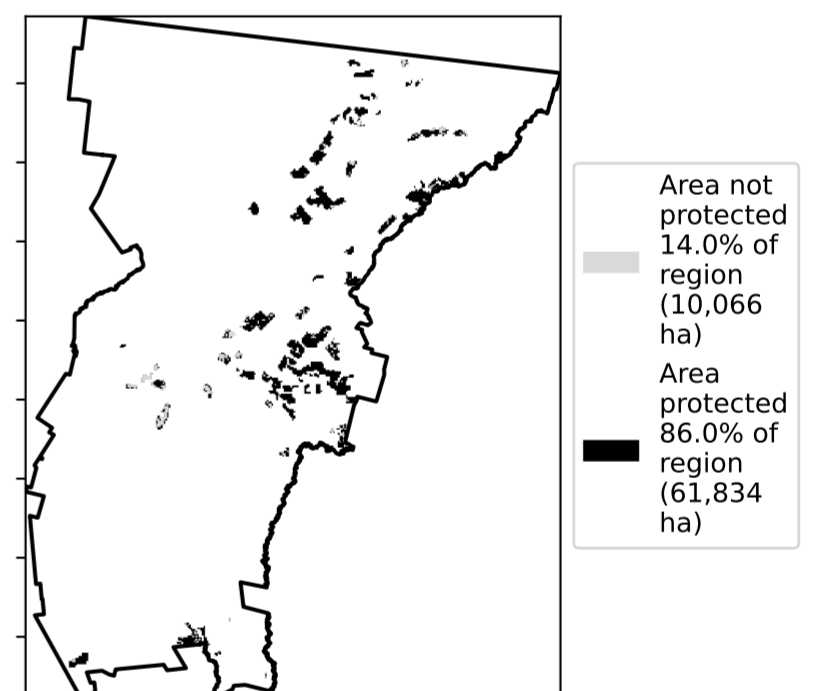 Area not
protected
14.0% of
region
(10,066
ha)
Area
protected
86.0% of
region
(61,834
ha)